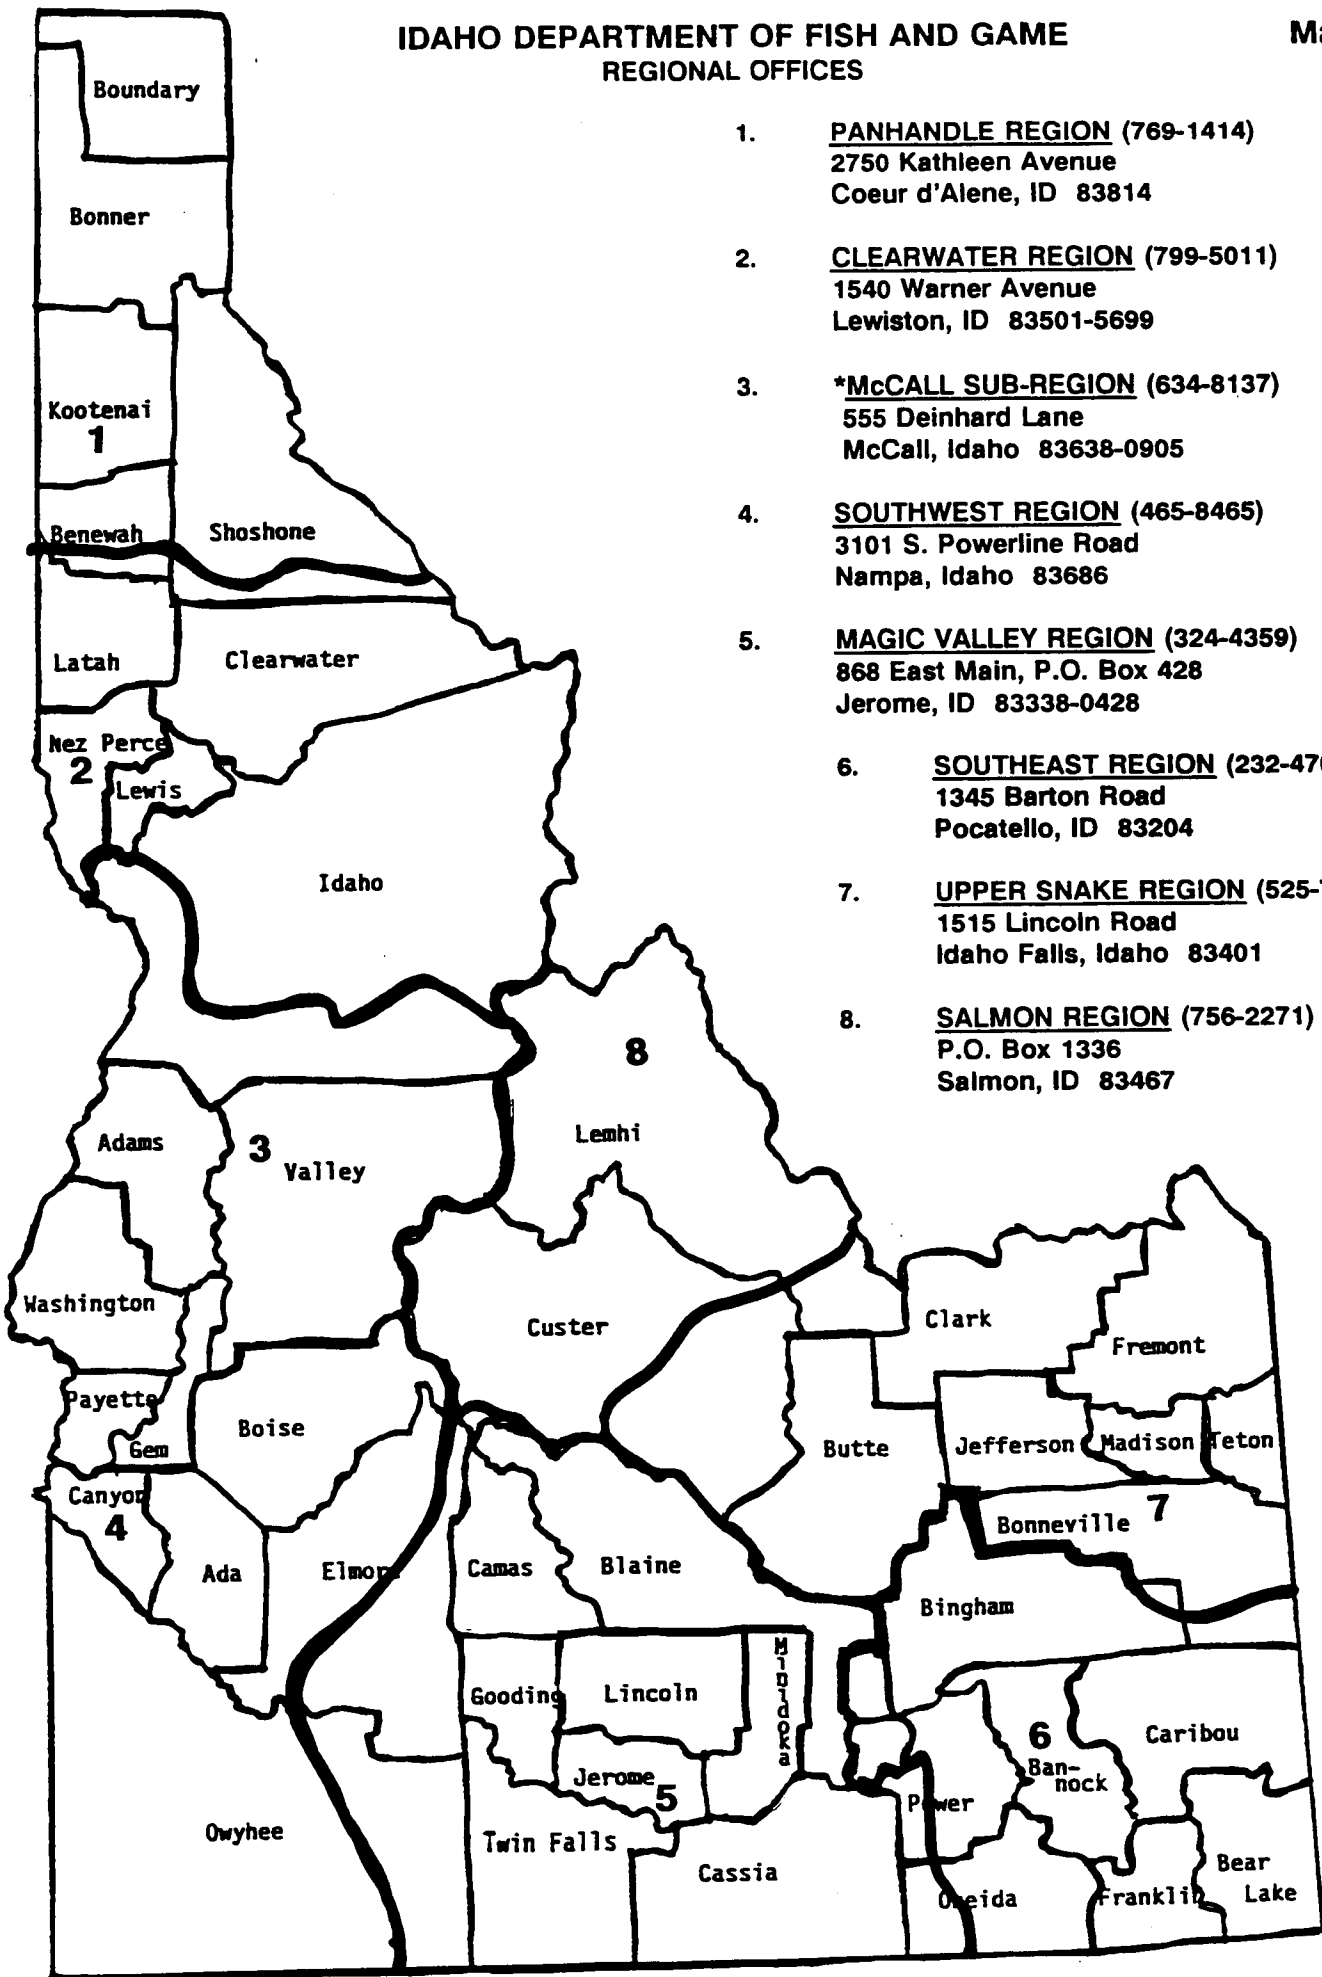 IDAHO DEPARTMENT OF FISH AND GAME
REGIONAL OFFICES
1. PANHANDLE REGION (769-1414)
2750 Kathleen Avenue
Coeur d'Alene, ID 83814
2. CLEARWATER REGION (799-5011)
1540 Warner Avenue
Lewiston, ID 83501-5699
3. *McCALL SUB-REGION (634-8137)
555 Deinhard Lane
McCall, Idaho 83638-0905
4. SOUTHWEST REGION (465-8465)
3101 S. Powerline Road
Nampa, Idaho 83686
5. MAGIC VALLEY REGION (324-4359)
868 East Main, P.O. Box 428
Jerome, ID 83338-0428
6. SOUTHEAST REGION (232-47
1345 Barton Road
Pocatello, ID 83204
7. UPPER SNAKE REGION (525-
1515 Lincoln Road
Idaho Falls, Idaho 83401
8. SALMON REGION (756-2271)
P.O. Box 1336
Salmon, ID 83467
Boundary
Bonner
Kootenai
1
Benewah
Shoshone
Latah
Clearwater
Nez Perce
2
Lewis
Idaho
8
Adams
3
Valley
Lemhi
Washington
Custer
Clark
Fremont
Payette
Gem
Boise
Butte
Jefferson
Madison
Teton
Canyon
4
Ada
Elmore
Camas
Blaine
Bonneville
7
Bingham
Gooding
Lincoln
Minidoka
Jerome
5
6
Ban-
nock
Caribou
Power
Owyhee
Twin Falls
Cassia
Oneida
Franklin
Bear
Lake